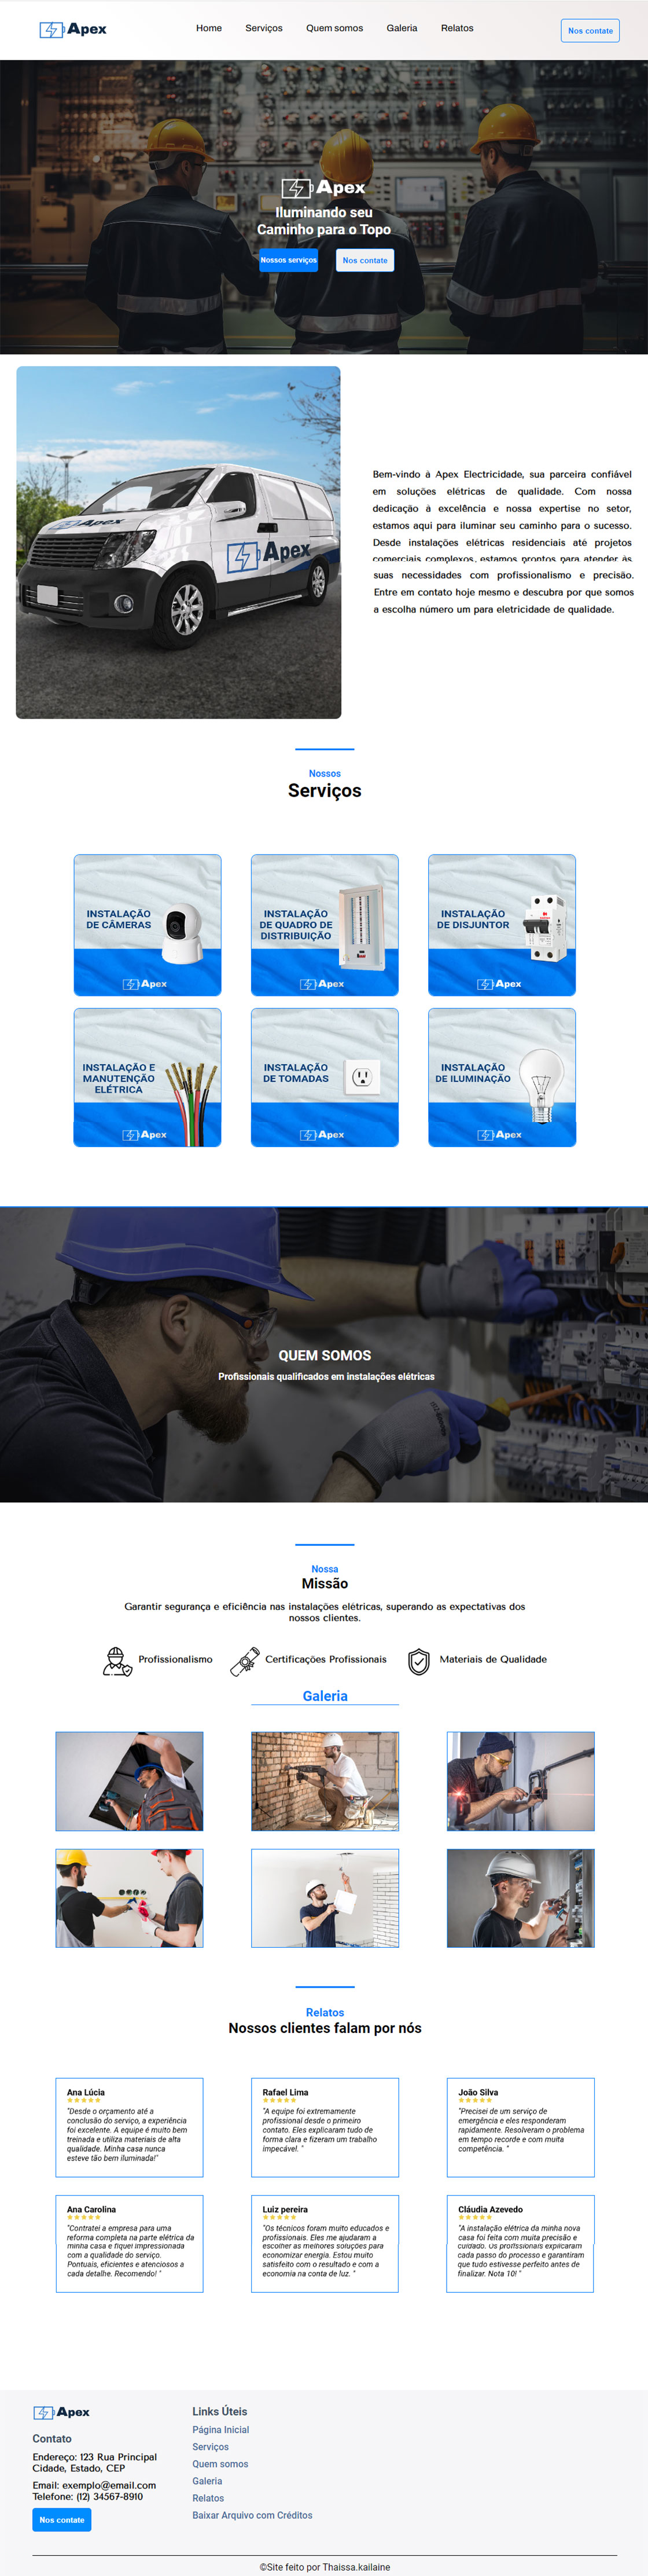 Apex
Home Serviços Quem somos Galeria Relatos
Nos contate
Apex
Iluminando seu
Caminho para o Topo
Nossos serviços
Nos contate
Apex
Apex
Bem-vindo à Apex Electricidade, sua parceira confiável
em soluções elétricas de qualidade. Com nossa
dedicação à excelência e nossa expertise no setor,
estamos aqui para iluminar seu caminho para o sucesso.
Desde instalações elétricas residenciais até projetos
comerciais complexos, estamos prontos para atender às
suas necessidades com profissionalismo e precisão.
Entre em contato hoje mesmo e descubra por que somos
a escolha número um para eletricidade de qualidade.
Nossos
Serviços
INSTALAÇÃO
DE CÂMERAS
Apex
INSTALAÇÃO
DE QUADRO DE
DISTRIBUIÇÃO
Apex
INSTALAÇÃO
DE DISJUNTOR
Apex
INSTALAÇÃO E
MANUTENÇÃO
ELÉTRICA
Apex
INSTALAÇÃO
DE TOMADAS
Apex
INSTALAÇÃO
DE ILUMINAÇÃO
Apex
QUEM SOMOS
Profissionais qualificados em instalações elétricas
Nossa
Missão
Garantir segurança e eficiência nas instalações elétricas, superando as expectativas dos
nossos clientes.
Profissionalismo
Certificações Profissionais
Materiais de Qualidade
Galeria
Relatos
Nossos clientes falam por nós
Ana Lúcia
"Desde o orçamento até a
conclusão do serviço, a experiência
foi excelente. A equipe é muito bem
treinada e utiliza materiais de alta
qualidade. Minha casa nunca
esteve tão bem iluminada!"
Rafael Lima
"A equipe foi extremamente
profissional desde o primeiro
contato. Eles explicaram tudo de
forma clara e fizeram um trabalho
impecável. "
João Silva
"Precisei de um serviço de
emergência e eles responderam
rapidamente. Resolveram o problema
em tempo recorde e com muita
competência. "
Ana Carolina
"Contratei a empresa para uma
reforma completa na parte elétrica da
minha casa e fiquei impressionada
com a qualidade do serviço.
Pontuais, eficientes e atenciosos a
cada detalhe. Recomendo! "
Luiz pereira
"Os técnicos foram muito educados e
profissionais. Eles me ajudaram a
escolher as melhores soluções para
economizar energia. Estou muito
satisfeito com o resultado e com a
economia na conta de luz. "
Cláudia Azevedo
"A instalação elétrica da minha nova
casa foi feita com muita precisão e
cuidado. Os profissionais explicaram
cada passo do processo e garantiram
que tudo estivesse perfeito antes de
finalizar. Nota 10! "
Apex
Contato
Endereço: 123 Rua Principal
Cidade, Estado, CEP
Email: exemplo@email.com
Telefone: (12) 34567-8910
Nos contate
Links Úteis
Página Inicial
Serviços
Quem somos
Galeria
Relatos
Baixar Arquivo com Créditos
©Site feito por Thaissa.kailaine